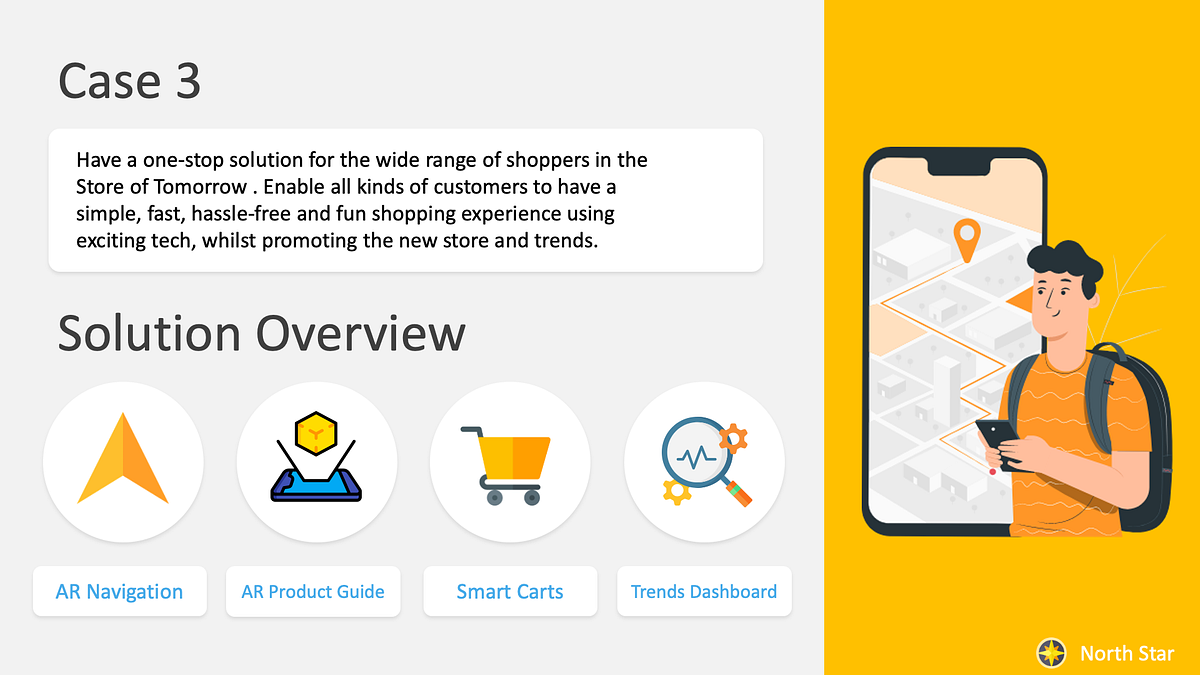 Case 3
Have a one-stop solution for the wide range of shoppers in the
Store of Tomorrow . Enable all kinds of customers to have a
simple, fast, hassle-free and fun shopping experience using
exciting tech, whilst promoting the new store and trends.
Solution Overview
AR Navigation
AR Product Guide
Smart Carts
Trends Dashboard
North Star